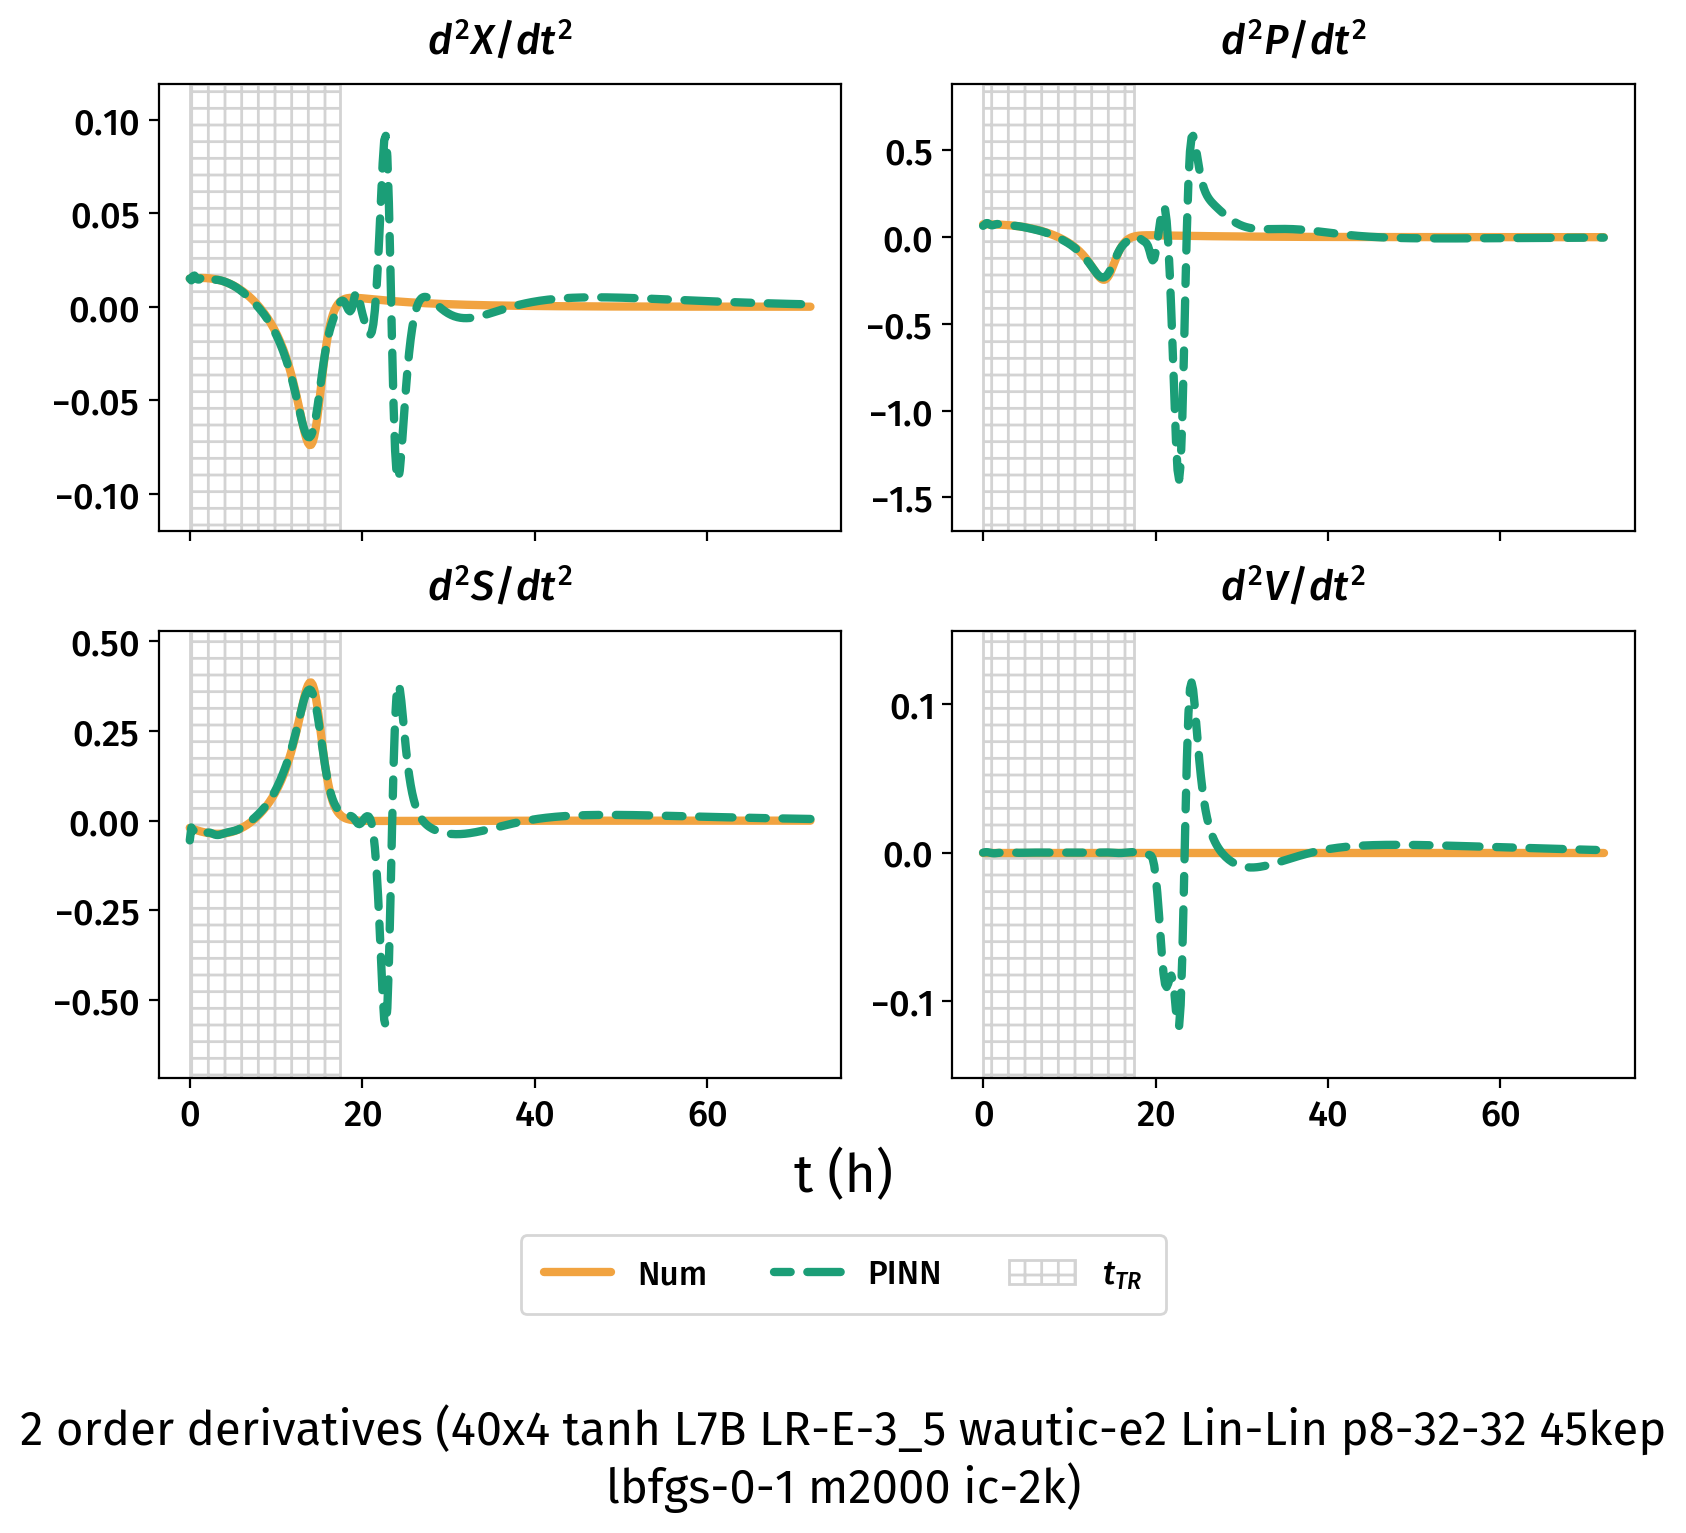 d²X/dt²
d²P/dt²
0.10
0.05
0.00
−0.05
−0.10
0.5
0.0
−0.5
−1.0
−1.5
d²S/dt²
d²V/dt²
0.50
0.25
0.00
−0.25
−0.50
0.1
0.0
−0.1
0 20 40 60
0 20 40 60
t (h)
Num PINN t_TR
2 order derivatives (40x4 tanh L7B LR-E-3_5 wautic-e2 Lin-Lin p8-32-32 45kep
lbfgs-0-1 m2000 ic-2k)